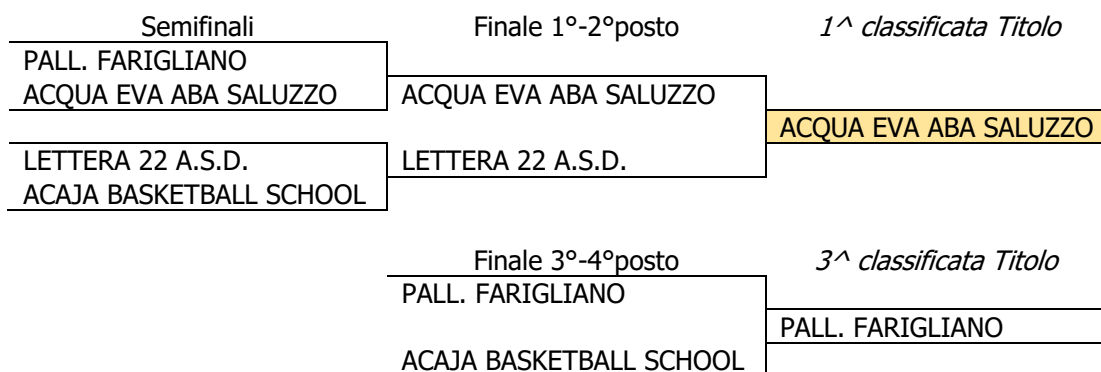 Semifinali Finale 1°-2°posto 1^ classificata Titolo
PALL. FARIGLIANO
ACQUA EVA ABA SALUZZO ACQUA EVA ABA SALUZZO
ACQUA EVA ABA SALUZZO
LETTERA 22 A.S.D. LETTERA 22 A.S.D.
ACAJA BASKETBALL SCHOOL
Finale 3°-4°posto 3^ classificata Titolo
PALL. FARIGLIANO
PALL. FARIGLIANO
ACAJA BASKETBALL SCHOOL